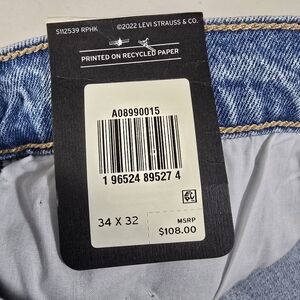 S112539 RPHK ©2022 LEVI STRAUSS & CO.
PRINTED ON RECYCLED PAPER
A08990015
1 96524 89527 4
34 X 32
MSRP
$108.00